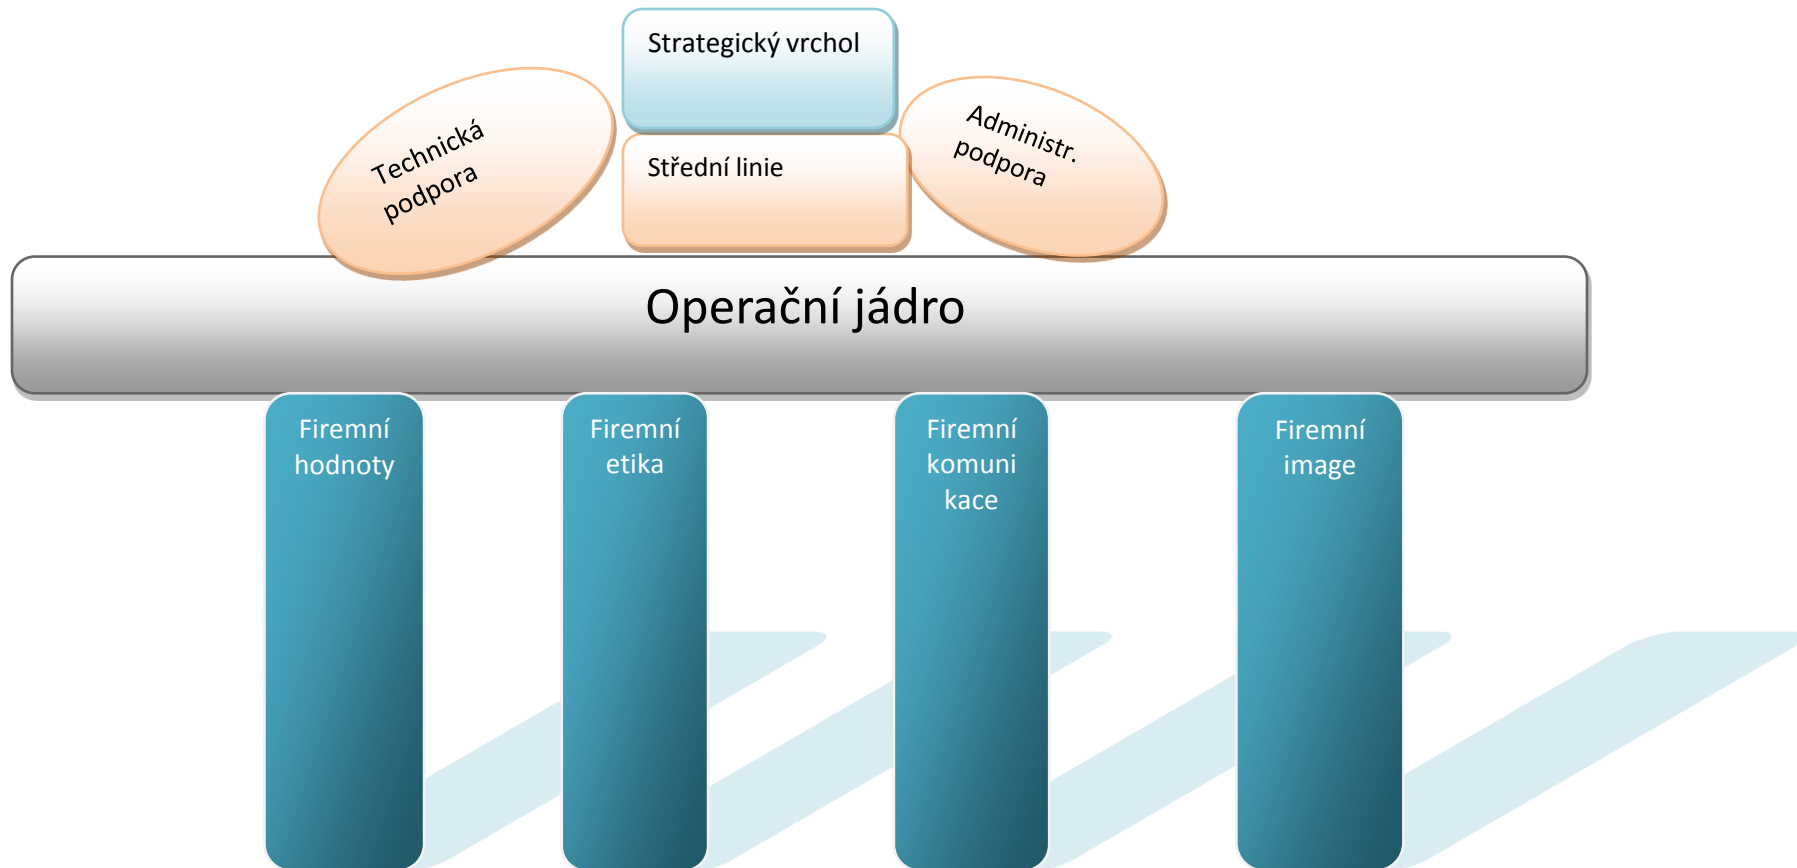 Strategický vrchol
Technická
podpora
Střední linie
Administr.
podpora
Operační jádro
Firemní
hodnoty
Firemní
etika
Firemní
komuni
kace
Firemní
image